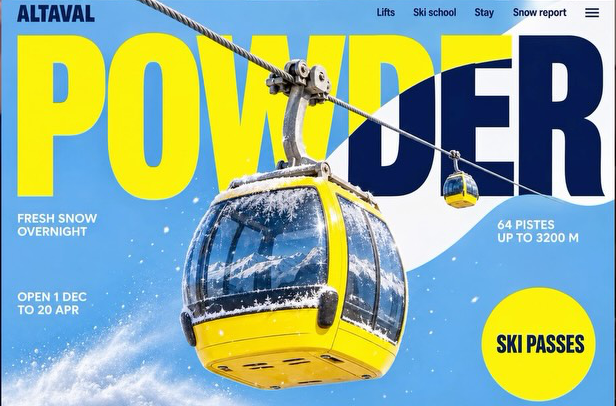 ALTAVAL
Lifts Ski school Stay Snow report
POWDER
FRESH SNOW
OVERNIGHT
64 PISTES
UP TO 3200 M
OPEN 1 DEC
TO 20 APR
SKI PASSES